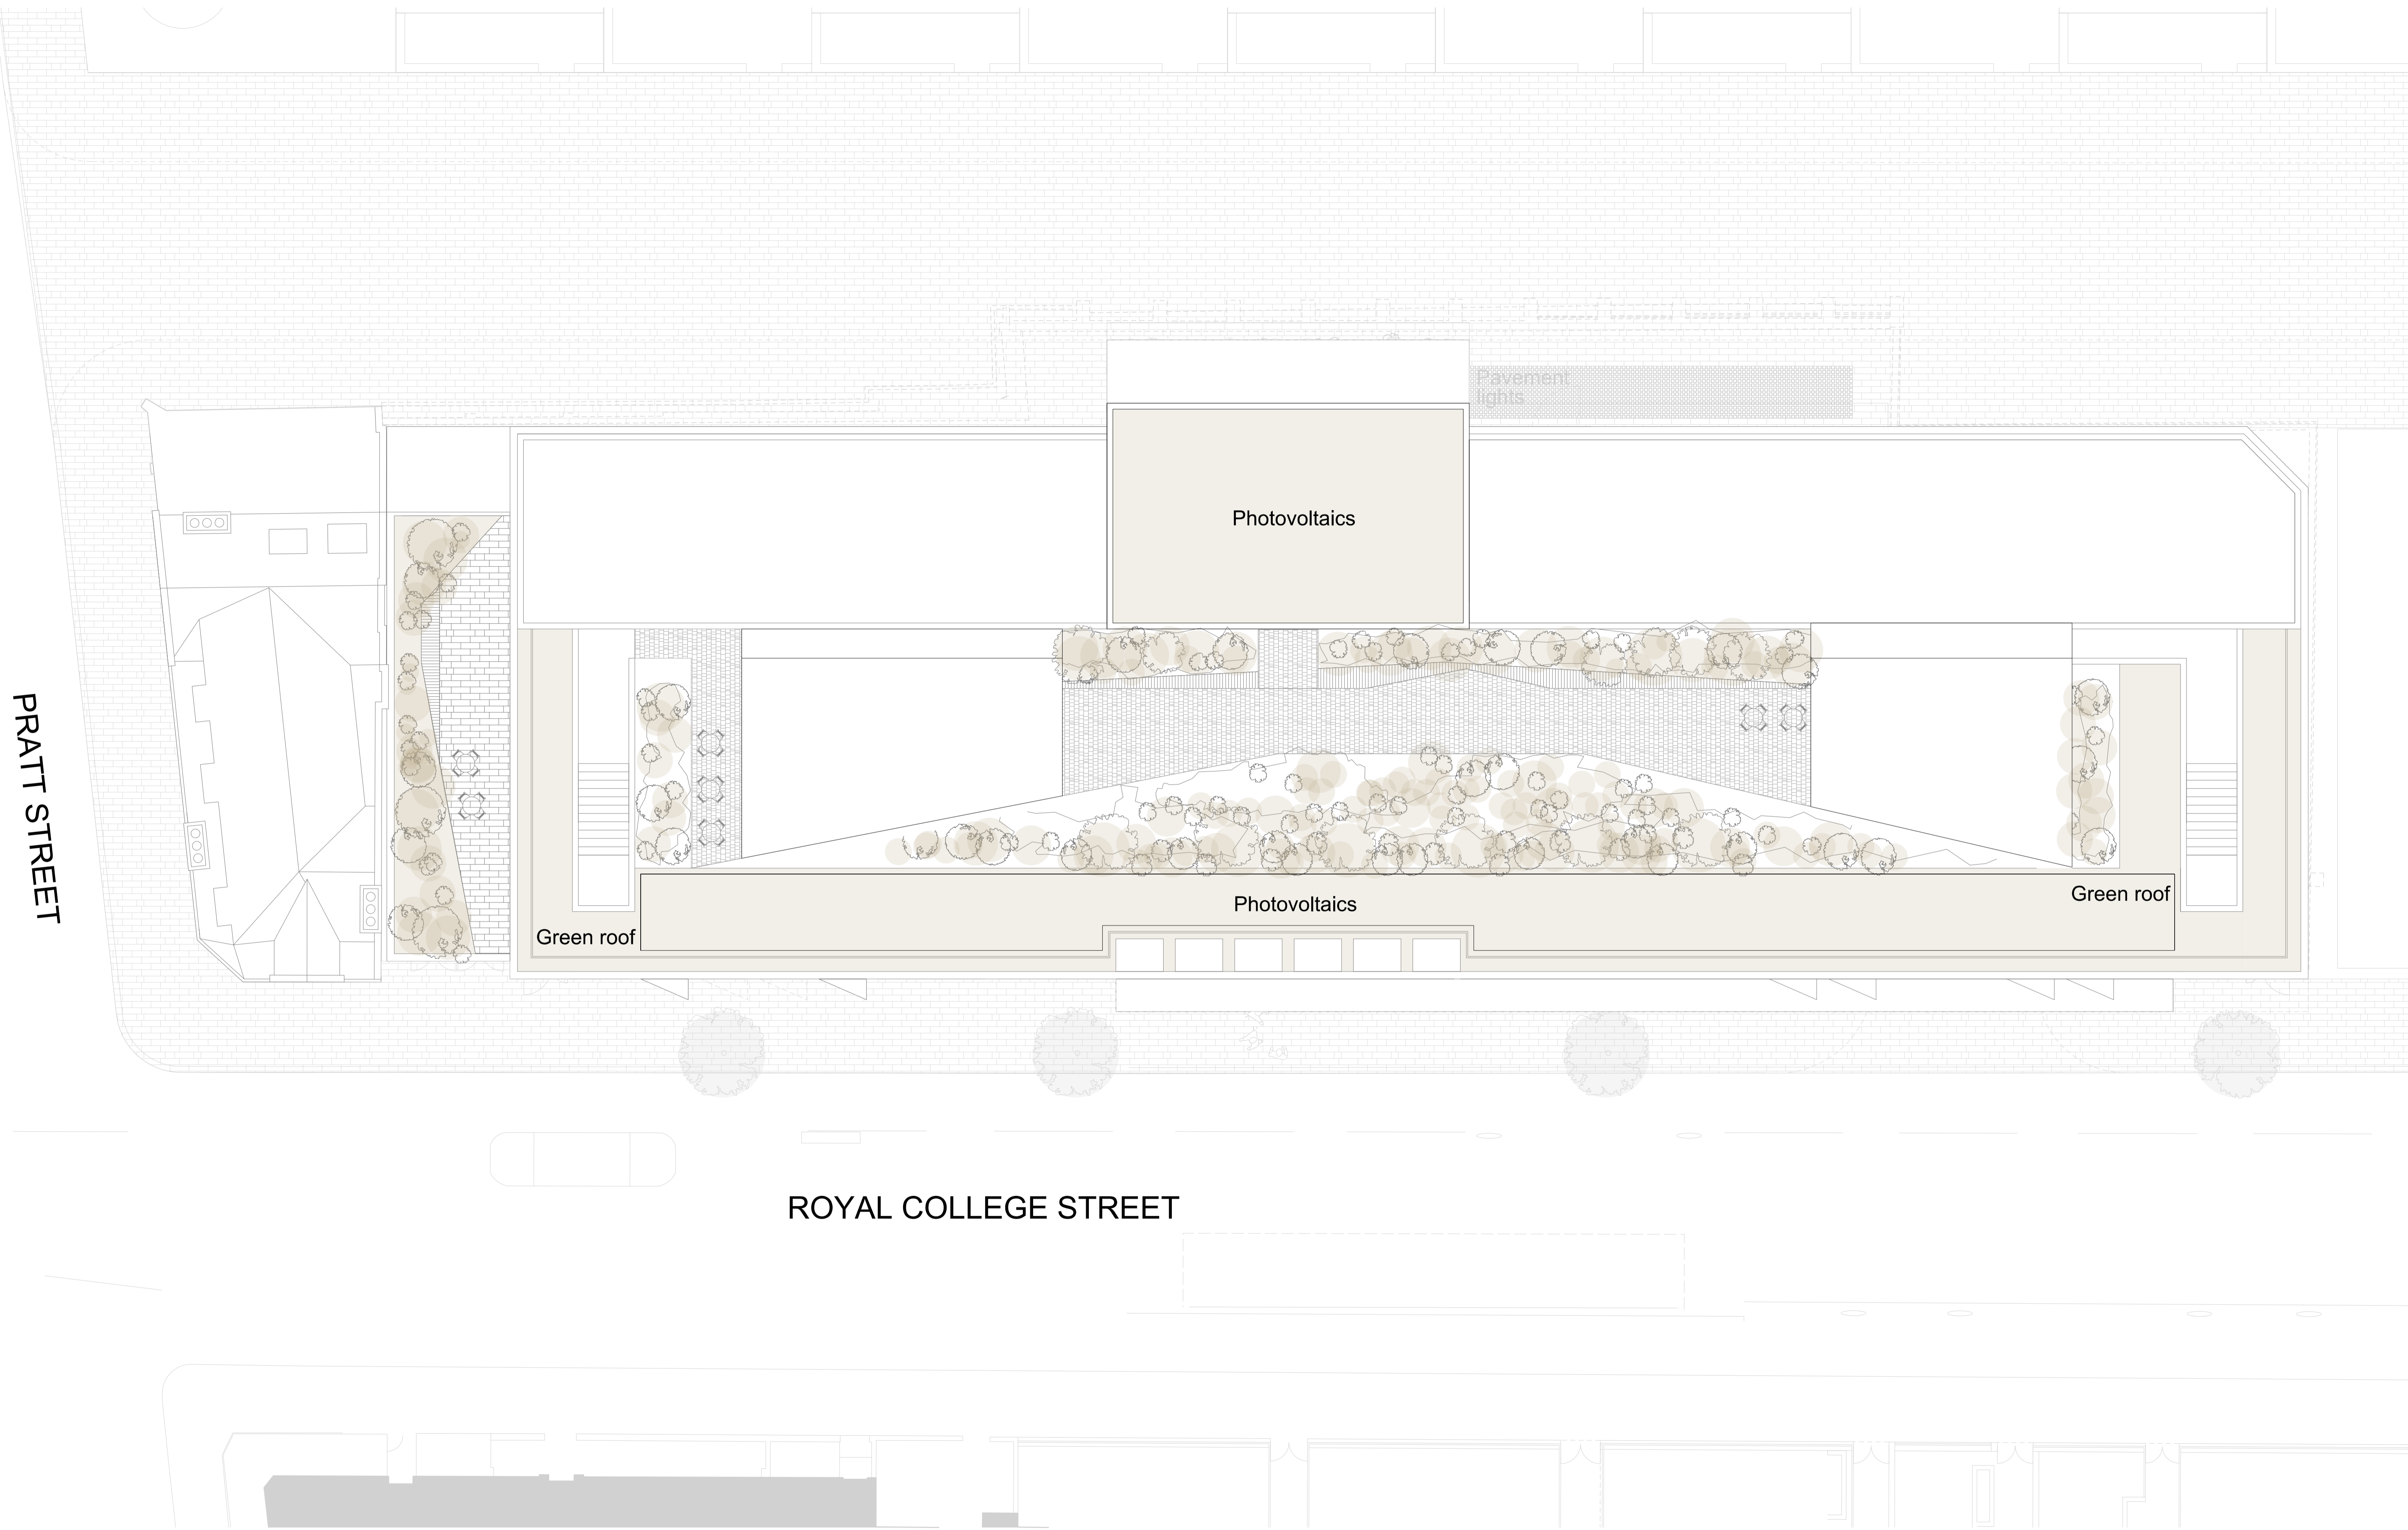 Pavement
lights
Photovoltaics
PRATT STREET
Photovoltaics
Green roof
Green roof
ROYAL COLLEGE STREET